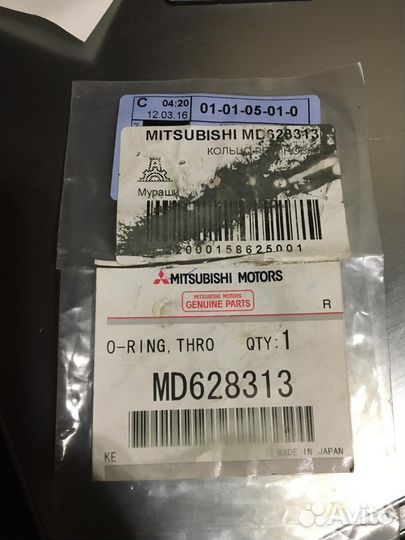 C 04:20
12.03.16
01-01-05-01-0
MITSUBISHI MD628313
КОЛЬЦО
Мураши
2000158625001
MITSUBISHI MOTORS
MITSUBISHI MOTORS
GENUINE PARTS
R
O-RING, THRO QTY:1
MD628313
KE MADE IN JAPAN
Avito